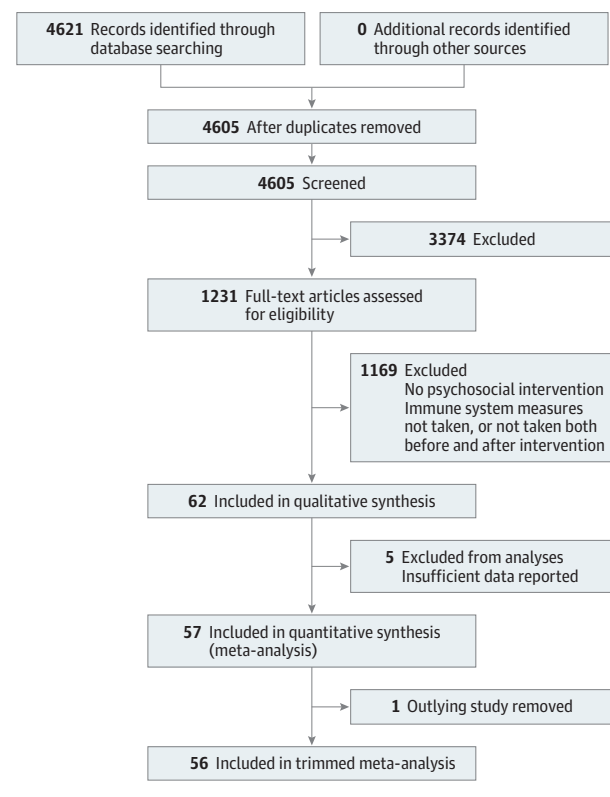 4621 Records identified through
database searching
0 Additional records identified
through other sources
4605 After duplicates removed
4605 Screened
3374 Excluded
1231 Full-text articles assessed
for eligibility
1169 Excluded
No psychosocial intervention
Immune system measures
not taken, or not taken both
before and after intervention
62 Included in qualitative synthesis
5 Excluded from analyses
Insufficient data reported
57 Included in quantitative synthesis
(meta-analysis)
1 Outlying study removed
56 Included in trimmed meta-analysis